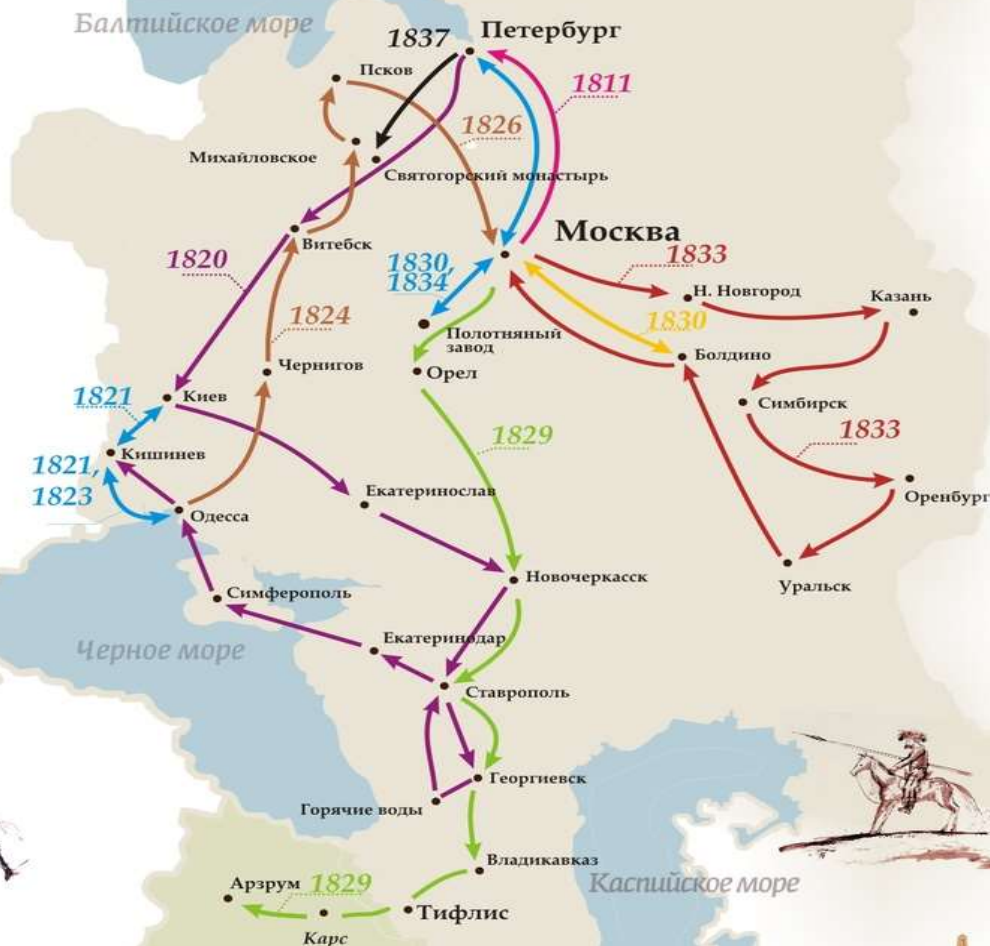 Балтийское море
Петербург
1837
Псков
1811
1826
Михайловское
Святогорский монастырь
Москва
Витебск
1820
1830,
1834
1833
Н. Новгород
Казань
1824
1830
Полотняный
завод
Болдино
Чернигов
Орел
1821
Киев
Симбирск
1833
1829
Кишинев
1821,
1823
Екатеринослав
Оренбург
Одесса
Новочеркасск
Уральск
Симферополь
Екатеринодар
Черное море
Ставрополь
Георгиевск
Горячие воды
Владикавказ
Арзрум
1829
Каспийское море
Тифлис
Карс